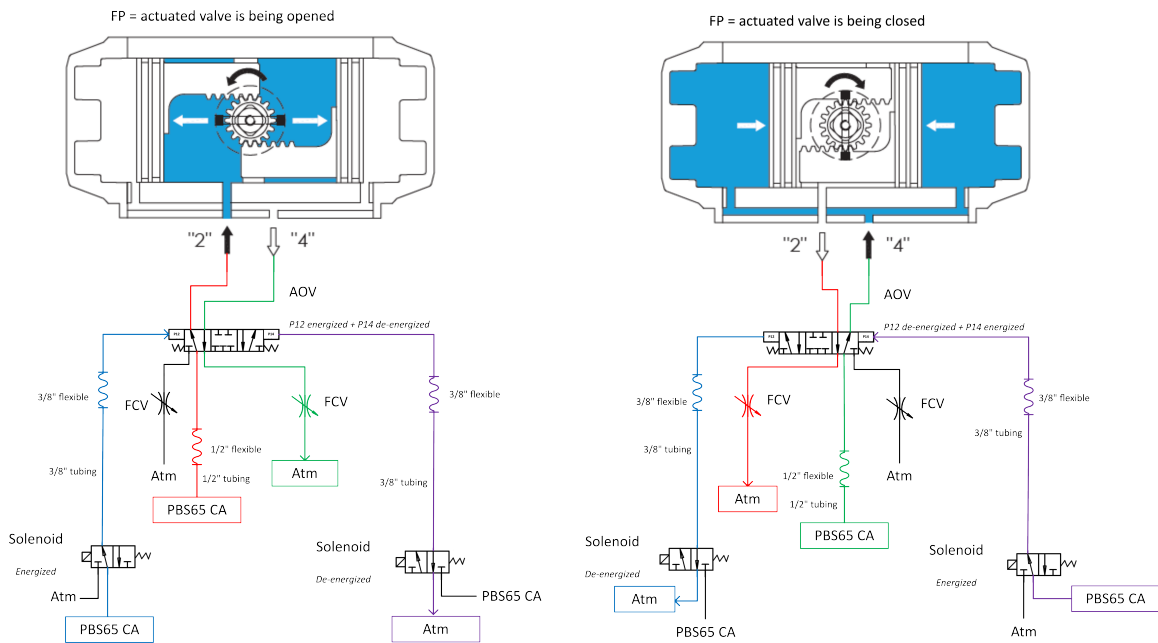 FP = actuated valve is being opened
"2"
"4"
AOV
P12 energized + P14 de-energized
P12
P14
3/8" flexible
FCV
FCV
3/8" flexible
1/2" flexible
3/8" tubing
Atm
1/2" tubing
Atm
3/8" tubing
PBS65 CA
Solenoid
Energized
Solenoid
De-energized
Atm
PBS65 CA
PBS65 CA
Atm
FP = actuated valve is being closed
"2"
"4"
AOV
P12 de-energized + P14 energized
P12
3/8" flexible
FCV
FCV
3/8" flexible
3/8" tubing
3/8" tubing
Atm
1/2" flexible
Atm
1/2" tubing
PBS65 CA
Solenoid
De-energized
Solenoid
Energized
Atm
PBS65 CA
PBS65 CA
Atm